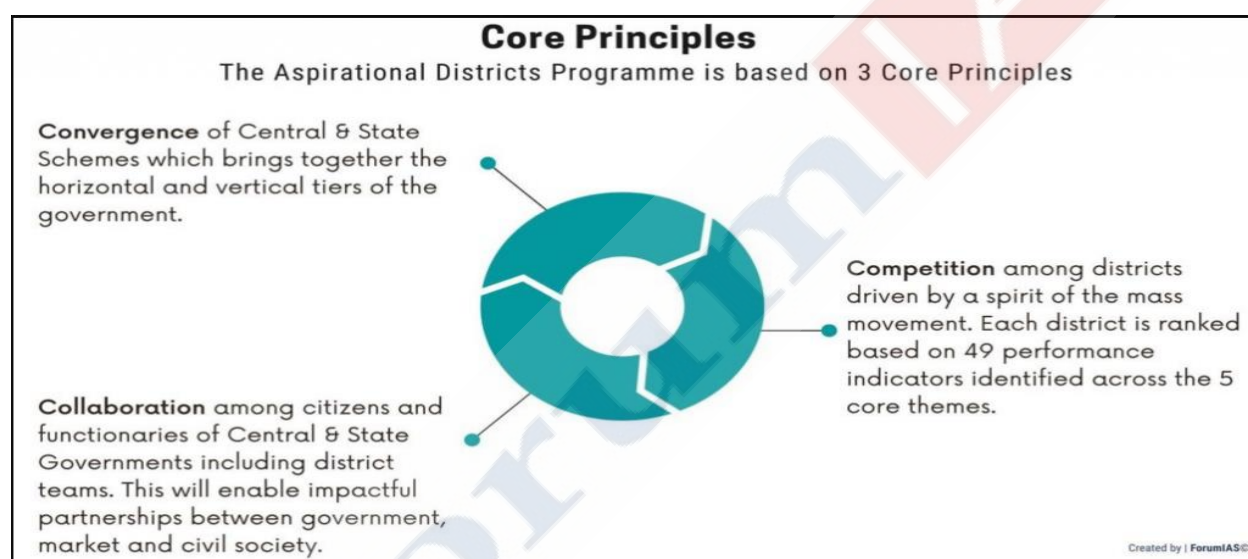 Core Principles
The Aspirational Districts Programme is based on 3 Core Principles
Convergence of Central & State
Schemes which brings together the
horizontal and vertical tiers of the
government.
Competition among districts
driven by a spirit of the mass
movement. Each district is ranked
based on 49 performance
indicators identified across the 5
core themes.
Collaboration among citizens and
functionaries of Central & State
Governments including district
teams. This will enable impactful
partnerships between government,
market and civil society.
Created by | ForumIAS©